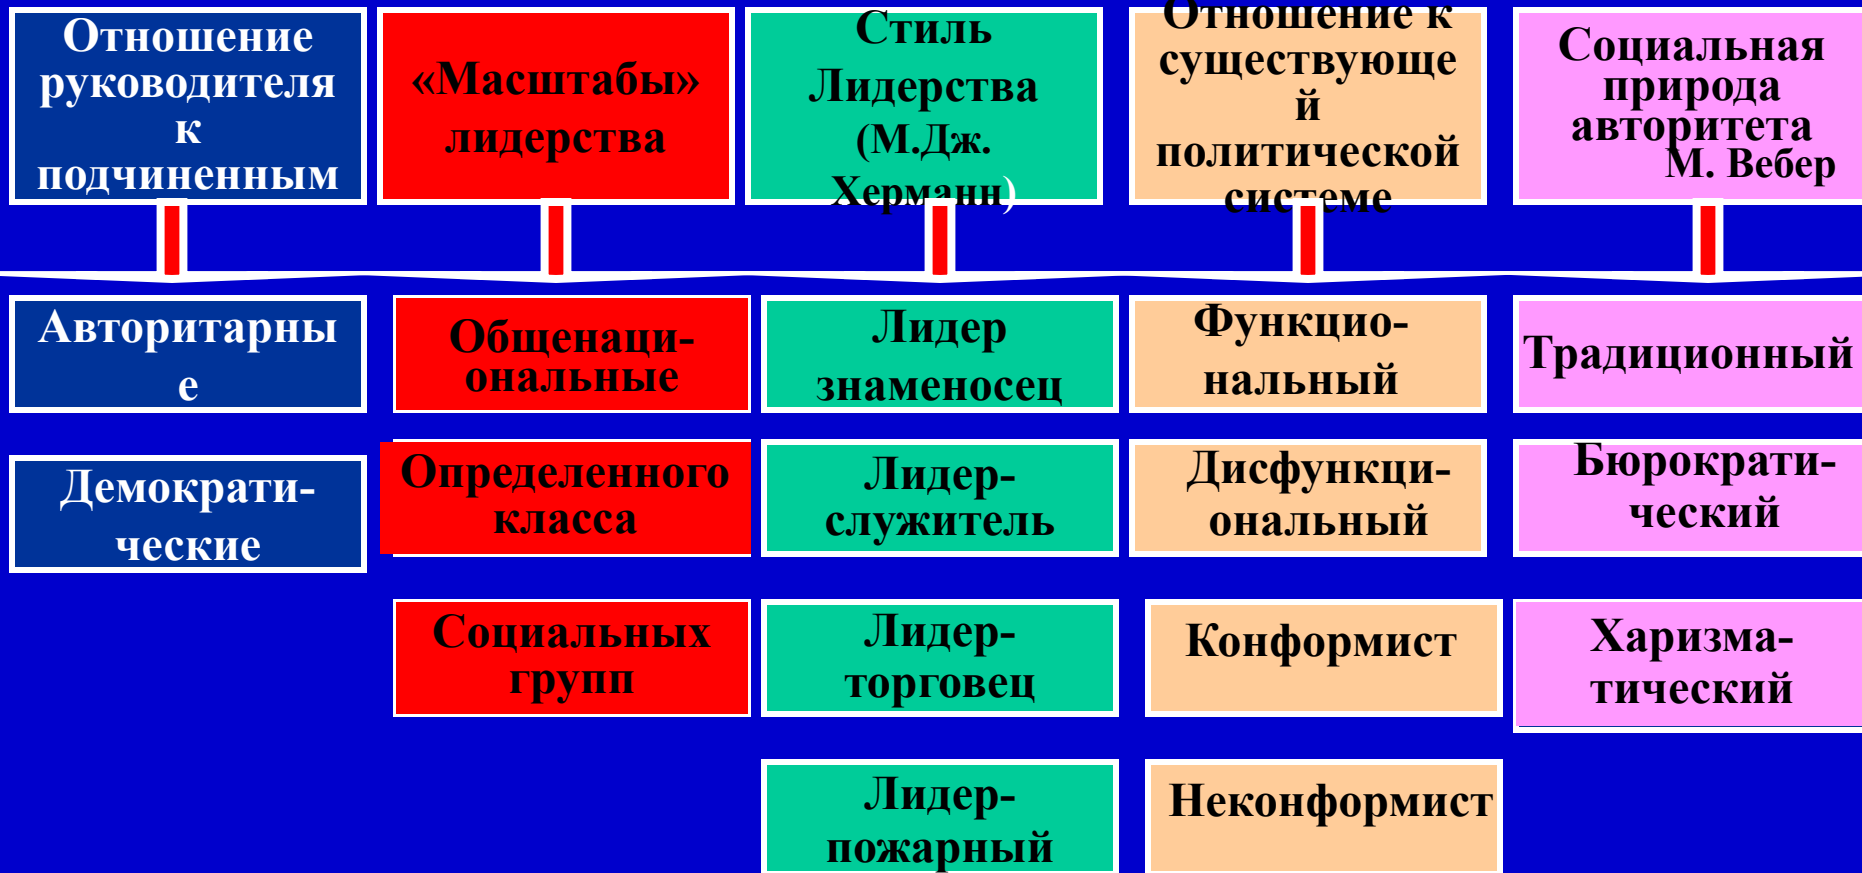 Отношение
руководителя
к
подчиненным
«Масштабы»
лидерства
Стиль
Лидерства
(М.Дж.
Херманн)
Отношение к
существующе
й
политической
системе
Социальная
природа
авторитета
М. Вебер
Авторитарны
е
Демократи-
ческие
Общенаци-
ональные
Определенного
класса
Социальных
групп
Лидер
знаменосец
Лидер-
служитель
Лидер-
торговец
Лидер-
пожарный
Функцио-
нальный
Дисфункци-
ональный
Конформист
Неконформист
Традиционный
Бюрократи-
ческий
Харизма-
тический